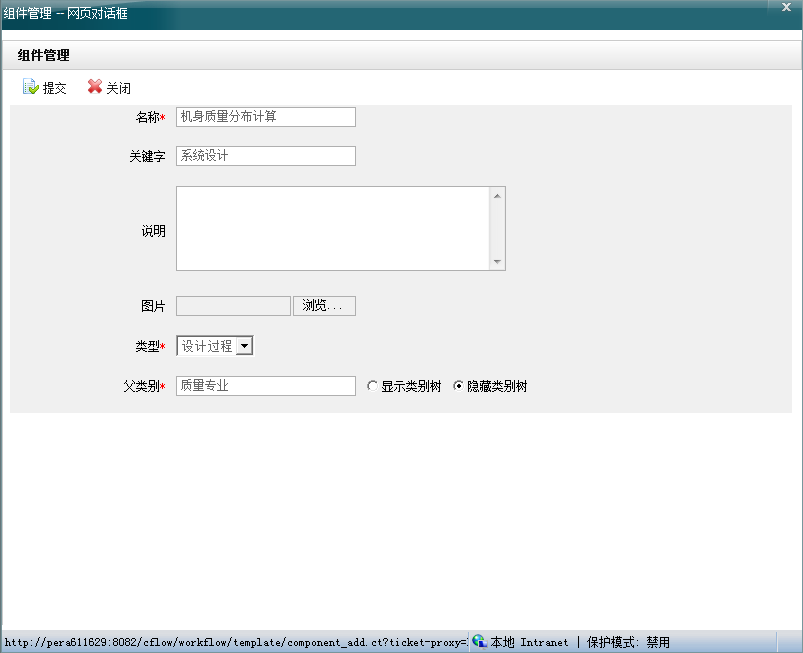 组件管理 -- 网页对话框
组件管理
提交 关闭
名称* 机身质量分布计算
关键字 系统设计
说明
图片 浏览...
类型* 设计过程
父类别* 质量专业 显示类别树 隐藏类别树
http://pera611629:8082/cflow/workflow/template/component_add.ct?ticket-proxy= 本地 Intranet | 保护模式: 禁用